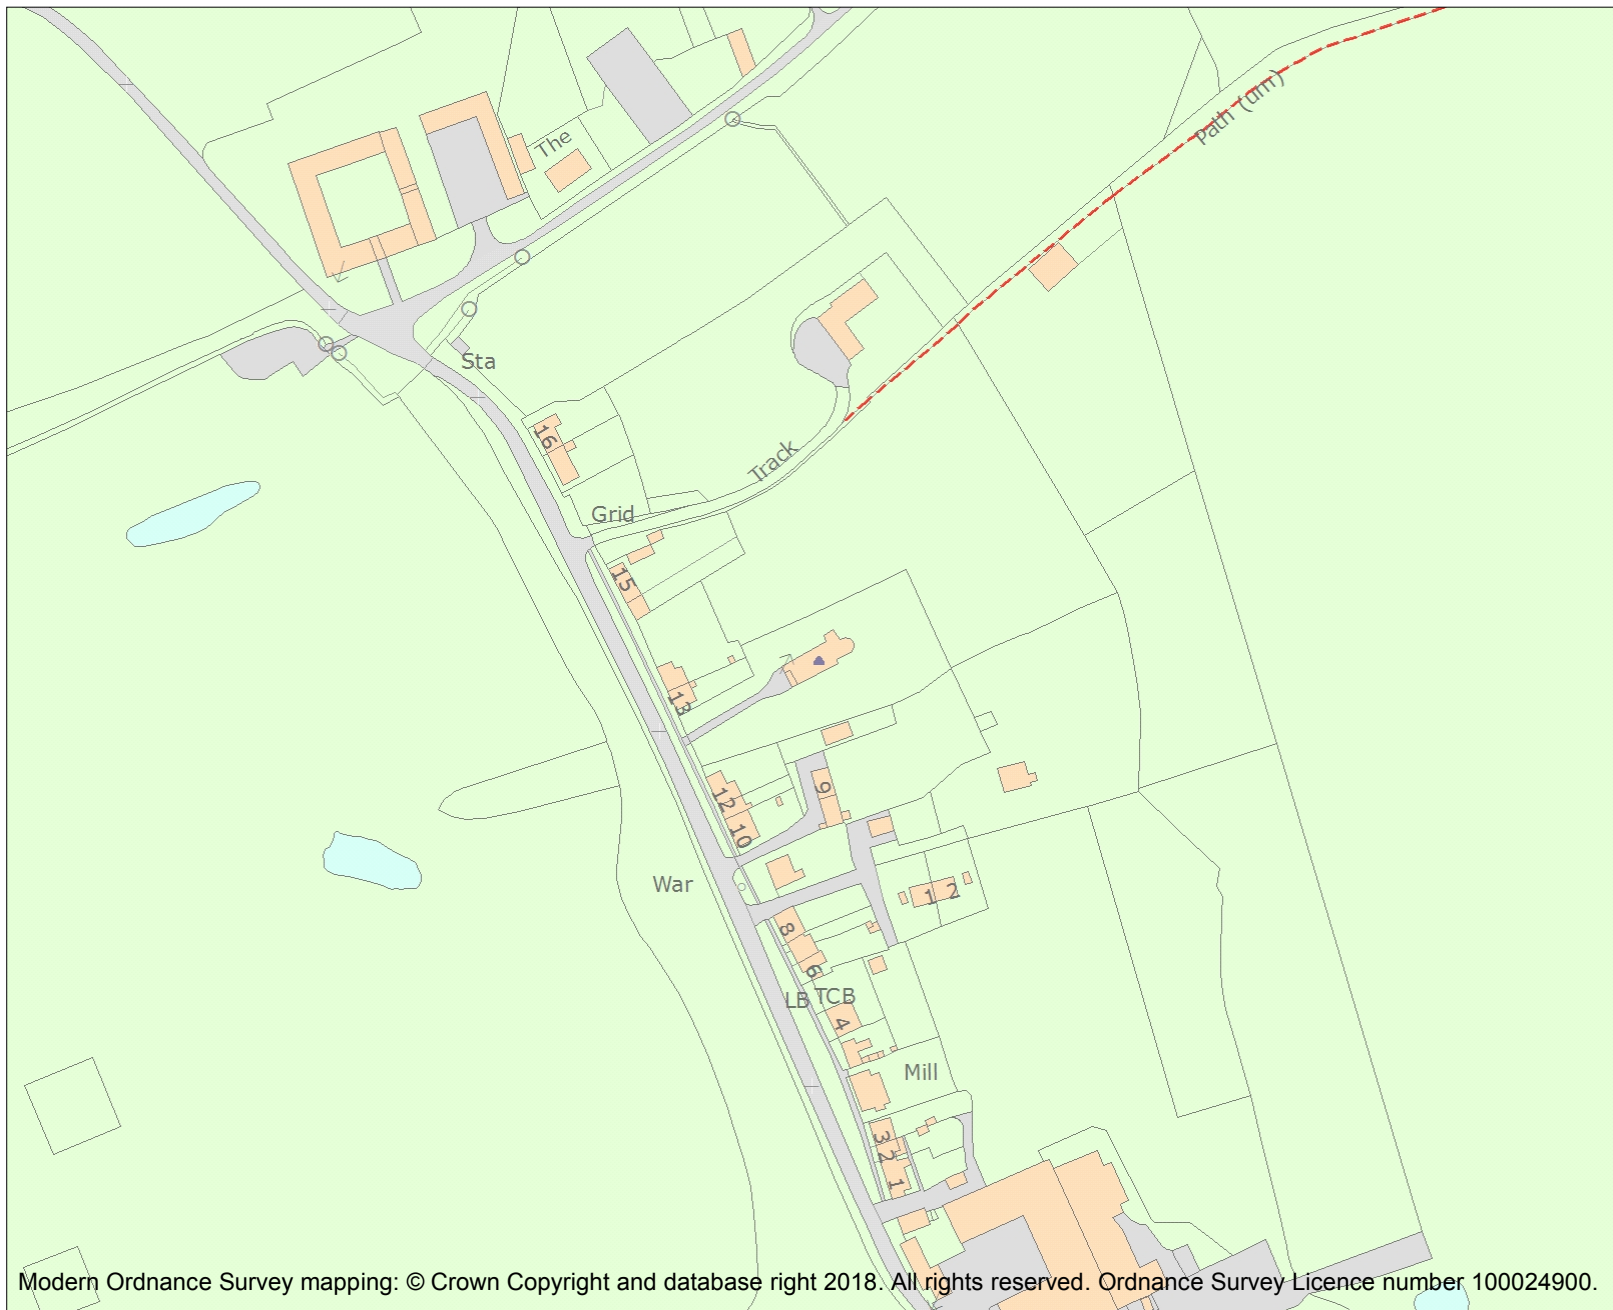 The
Path (um)
Sta
16
Track
Grid
15
13
12
10
9
War
1 2
8
6
LB TCB
4
Mill
3
2
1
Modern Ordnance Survey mapping: © Crown Copyright and database right 2018. All rights reserved. Ordnance Survey Licence number 100024900.